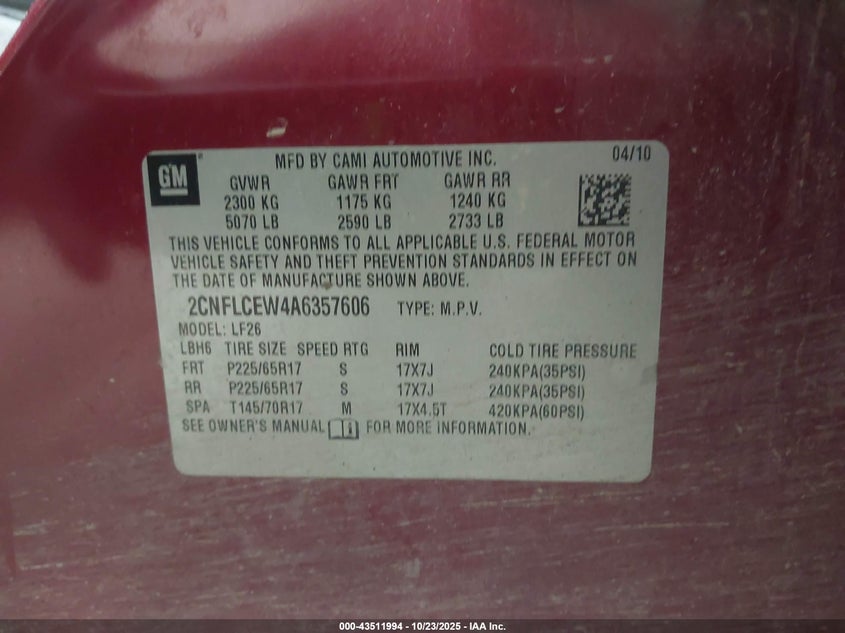 GM
MFD BY CAMI AUTOMOTIVE INC. 04/10
GVWR GAWR FRT GAWR RR
2300 KG 1175 KG 1240 KG
5070 LB 2590 LB 2733 LB
THIS VEHICLE CONFORMS TO ALL APPLICABLE U.S. FEDERAL MOTOR
VEHICLE SAFETY AND THEFT PREVENTION STANDARDS IN EFFECT ON
THE DATE OF MANUFACTURE SHOWN ABOVE.
2CNFLCEW4A6357606 TYPE: M.P.V.
MODEL: LF26
LBH6 TIRE SIZE SPEED RTG RIM COLD TIRE PRESSURE
FRT P225/65R17 S 17X7J 240KPA(35PSI)
RR P225/65R17 S 17X7J 240KPA(35PSI)
SPA T145/70R17 M 17X4.5T 420KPA(60PSI)
SEE OWNER'S MANUAL FOR MORE INFORMATION.
000-43511994 - 10/23/2025 - IAA Inc.